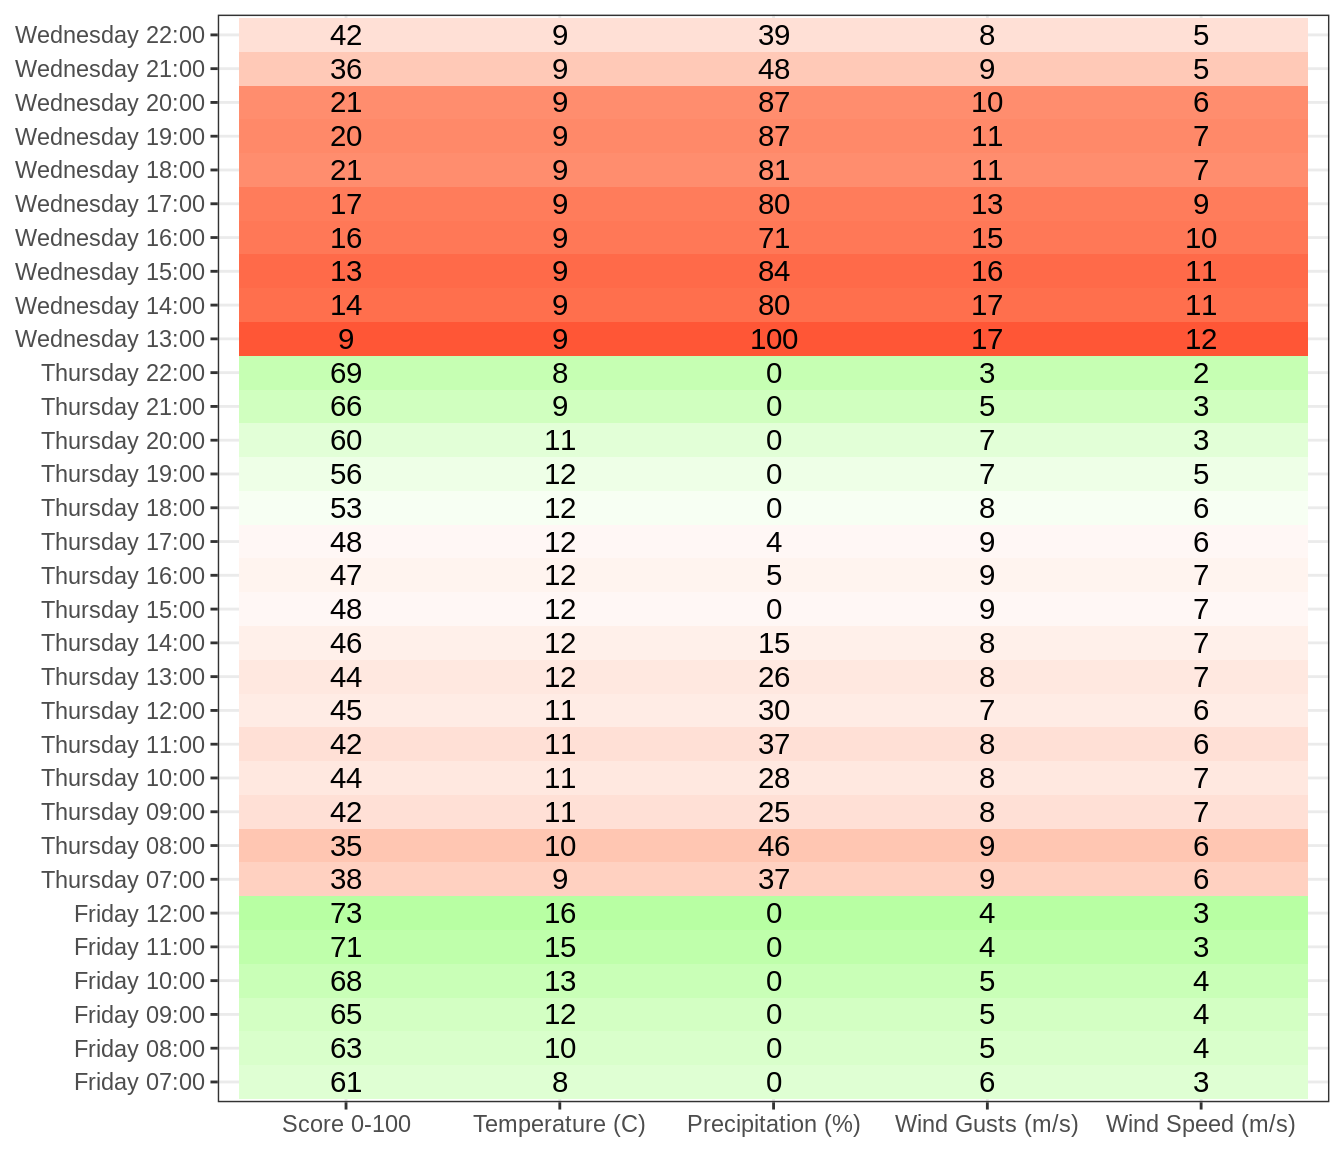 Wednesday 22:00 42 9 39 8 5
Wednesday 21:00 36 9 48 9 5
Wednesday 20:00 21 9 87 10 6
Wednesday 19:00 20 9 87 11 7
Wednesday 18:00 21 9 81 11 7
Wednesday 17:00 17 9 80 13 9
Wednesday 16:00 16 9 71 15 10
Wednesday 15:00 13 9 84 16 11
Wednesday 14:00 14 9 80 17 11
Wednesday 13:00 9 9 100 17 12
Thursday 22:00 69 8 0 3 2
Thursday 21:00 66 9 0 5 3
Thursday 20:00 60 11 0 7 3
Thursday 19:00 56 12 0 7 5
Thursday 18:00 53 12 0 8 6
Thursday 17:00 48 12 4 9 6
Thursday 16:00 47 12 5 9 7
Thursday 15:00 48 12 0 9 7
Thursday 14:00 46 12 15 8 7
Thursday 13:00 44 12 26 8 7
Thursday 12:00 45 11 30 7 6
Thursday 11:00 42 11 37 8 6
Thursday 10:00 44 11 28 8 7
Thursday 09:00 42 11 25 8 7
Thursday 08:00 35 10 46 9 6
Thursday 07:00 38 9 37 9 6
Friday 12:00 73 16 0 4 3
Friday 11:00 71 15 0 4 3
Friday 10:00 68 13 0 5 4
Friday 09:00 65 12 0 5 4
Friday 08:00 63 10 0 5 4
Friday 07:00 61 8 0 6 3
Score 0-100 Temperature (C) Precipitation (%) Wind Gusts (m/s) Wind Speed (m/s)